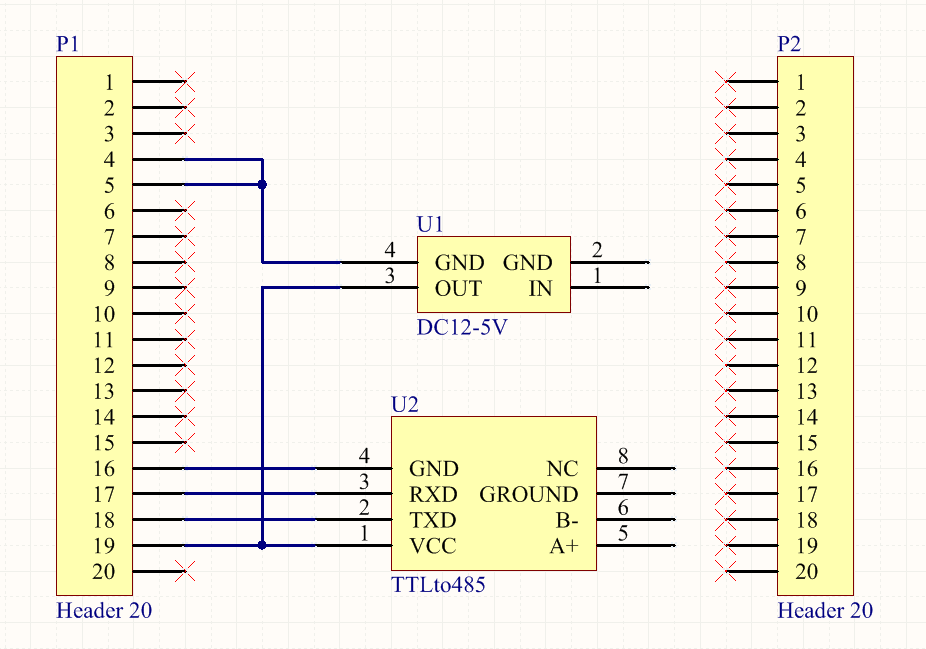 P1
1
2
3
4
5
6
7
8
9
10
11
12
13
14
15
16
17
18
19
20
Header 20
U1
4 GND GND 2
3 OUT IN 1
DC12-5V
U2
4 GND NC 8
3 RXD GROUND 7
2 TXD B- 6
1 VCC A+ 5
TTLto485
P2
1
2
3
4
5
6
7
8
9
10
11
12
13
14
15
16
17
18
19
20
Header 20